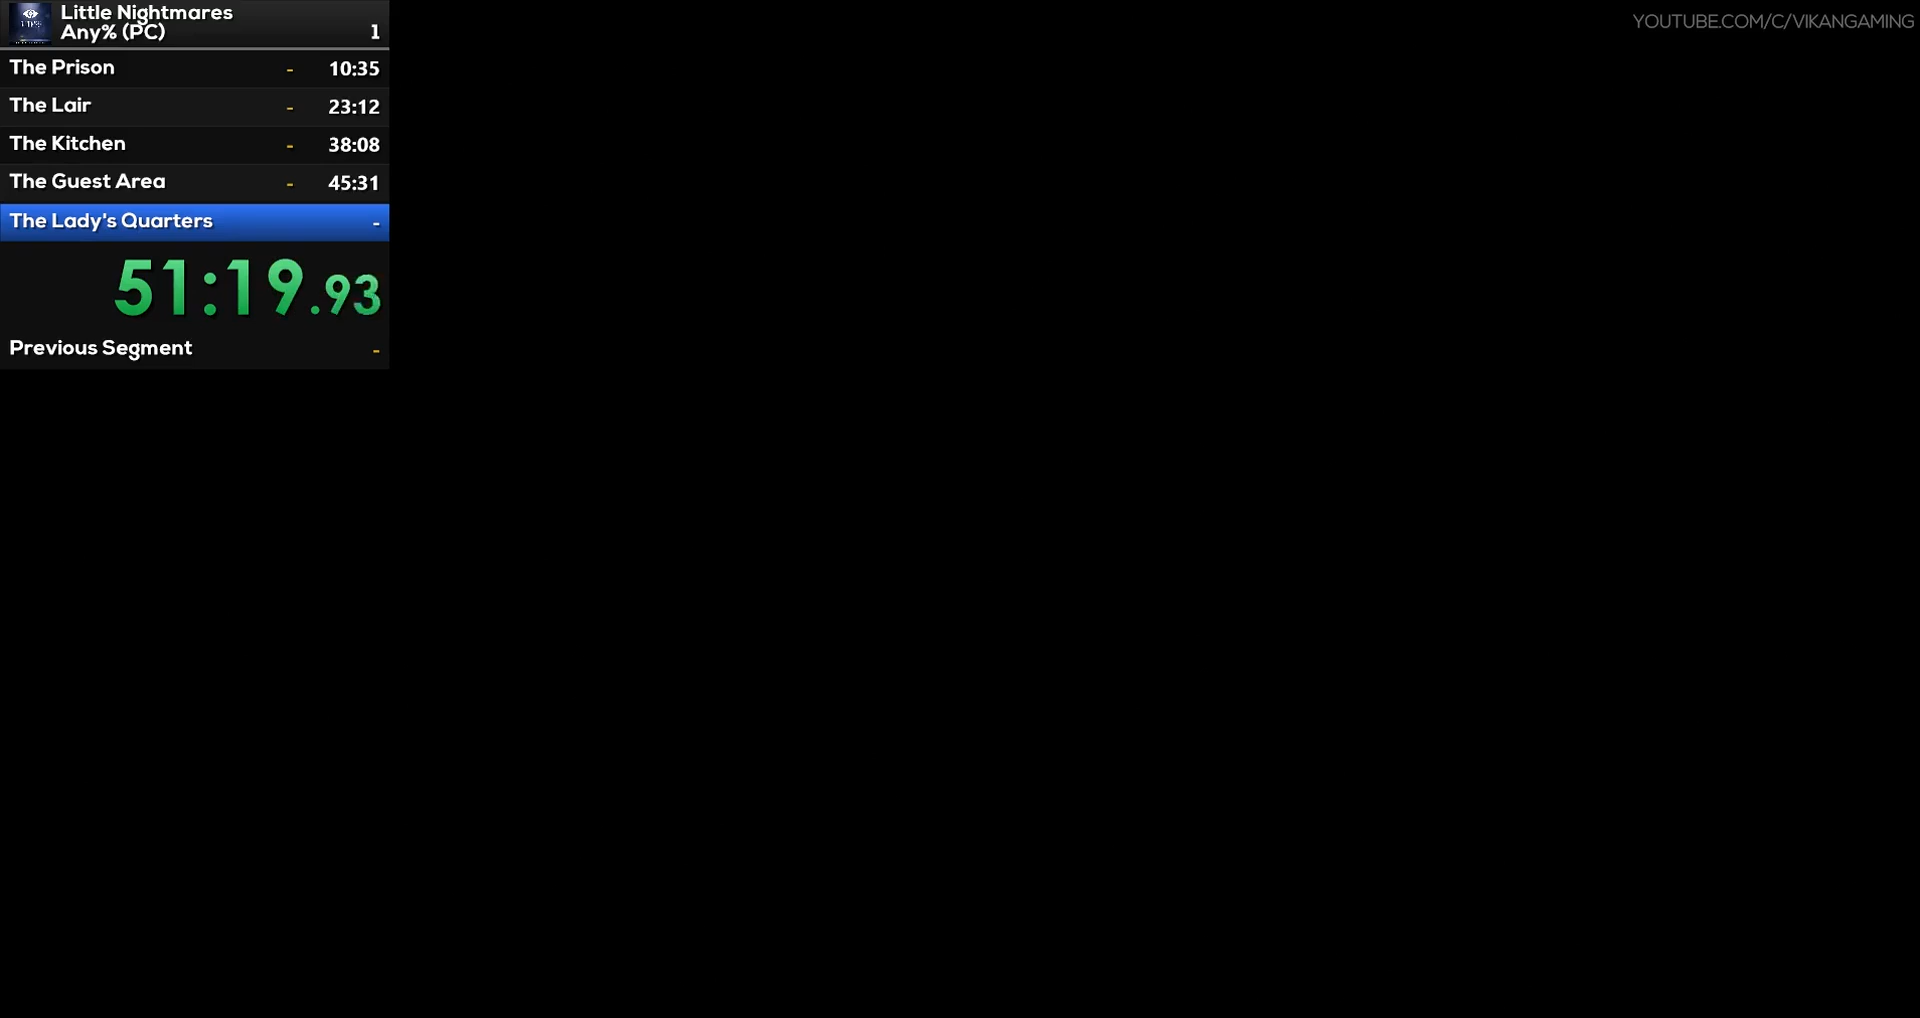 Little Nightmares
Any% (PC) 1
YOUTUBE.COM/C/VIKANGAMING
The Prison - 10:35
The Lair - 23:12
The Kitchen - 38:08
The Guest Area - 45:31
The Lady's Quarters -
51:19.93
Previous Segment -